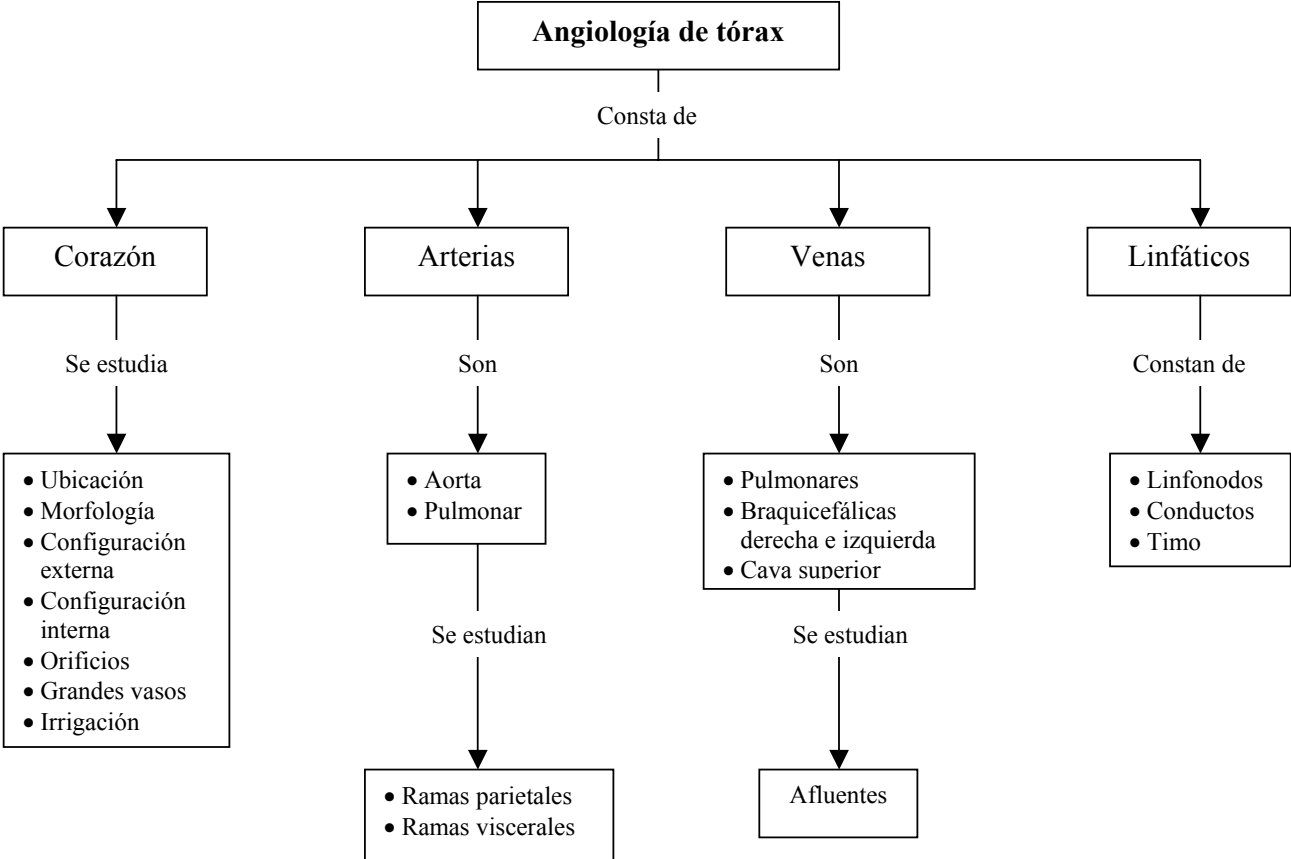 Angiología de tórax
Consta de
Corazón
Arterias
Venas
Linfáticos
Se estudia
Son
Son
Constan de
• Ubicación
• Morfología
• Configuración
externa
• Configuración
interna
• Orificios
• Grandes vasos
• Irrigación
• Aorta
• Pulmonar
• Pulmonares
• Braquicefálicas
derecha e izquierda
• Cava superior
• Linfonodos
• Conductos
• Timo
Se estudian
Se estudian
• Ramas parietales
• Ramas viscerales
Afluentes